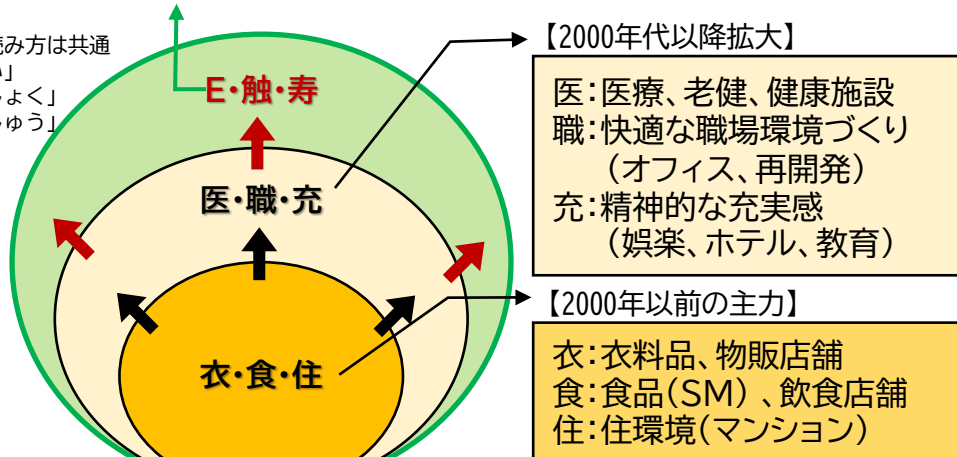 読み方は共通
い」
しょく」
じゅう」
E・触・寿
医・職・充
衣・食・住
【2000年代以降拡大】
医：医療、老健、健康施設
職：快適な職場環境づくり
（オフィス、再開発）
充：精神的な充実感
（娯楽、ホテル、教育）
【2000年以前の主力】
衣：衣料品、物販店舗
食：食品(SM)、飲食店舗
住：住環境(マンション)